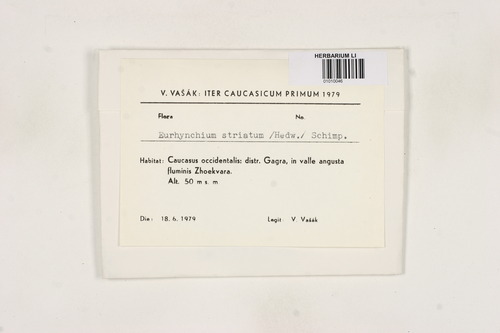 HERBARIUM LI
01010046
V. VAŠÁK: ITER CAUCASICUM PRIMUM 1979
Flora No.
Eurhynchium striatum /Hedw./ Schimp.
Habitat: Caucasus occidentalis: distr. Gagra, in valle angusta
fluminis Zhoekvara.
Alt. 50 m s. m
Die: 18. 6. 1979 Legit: V. Vašák